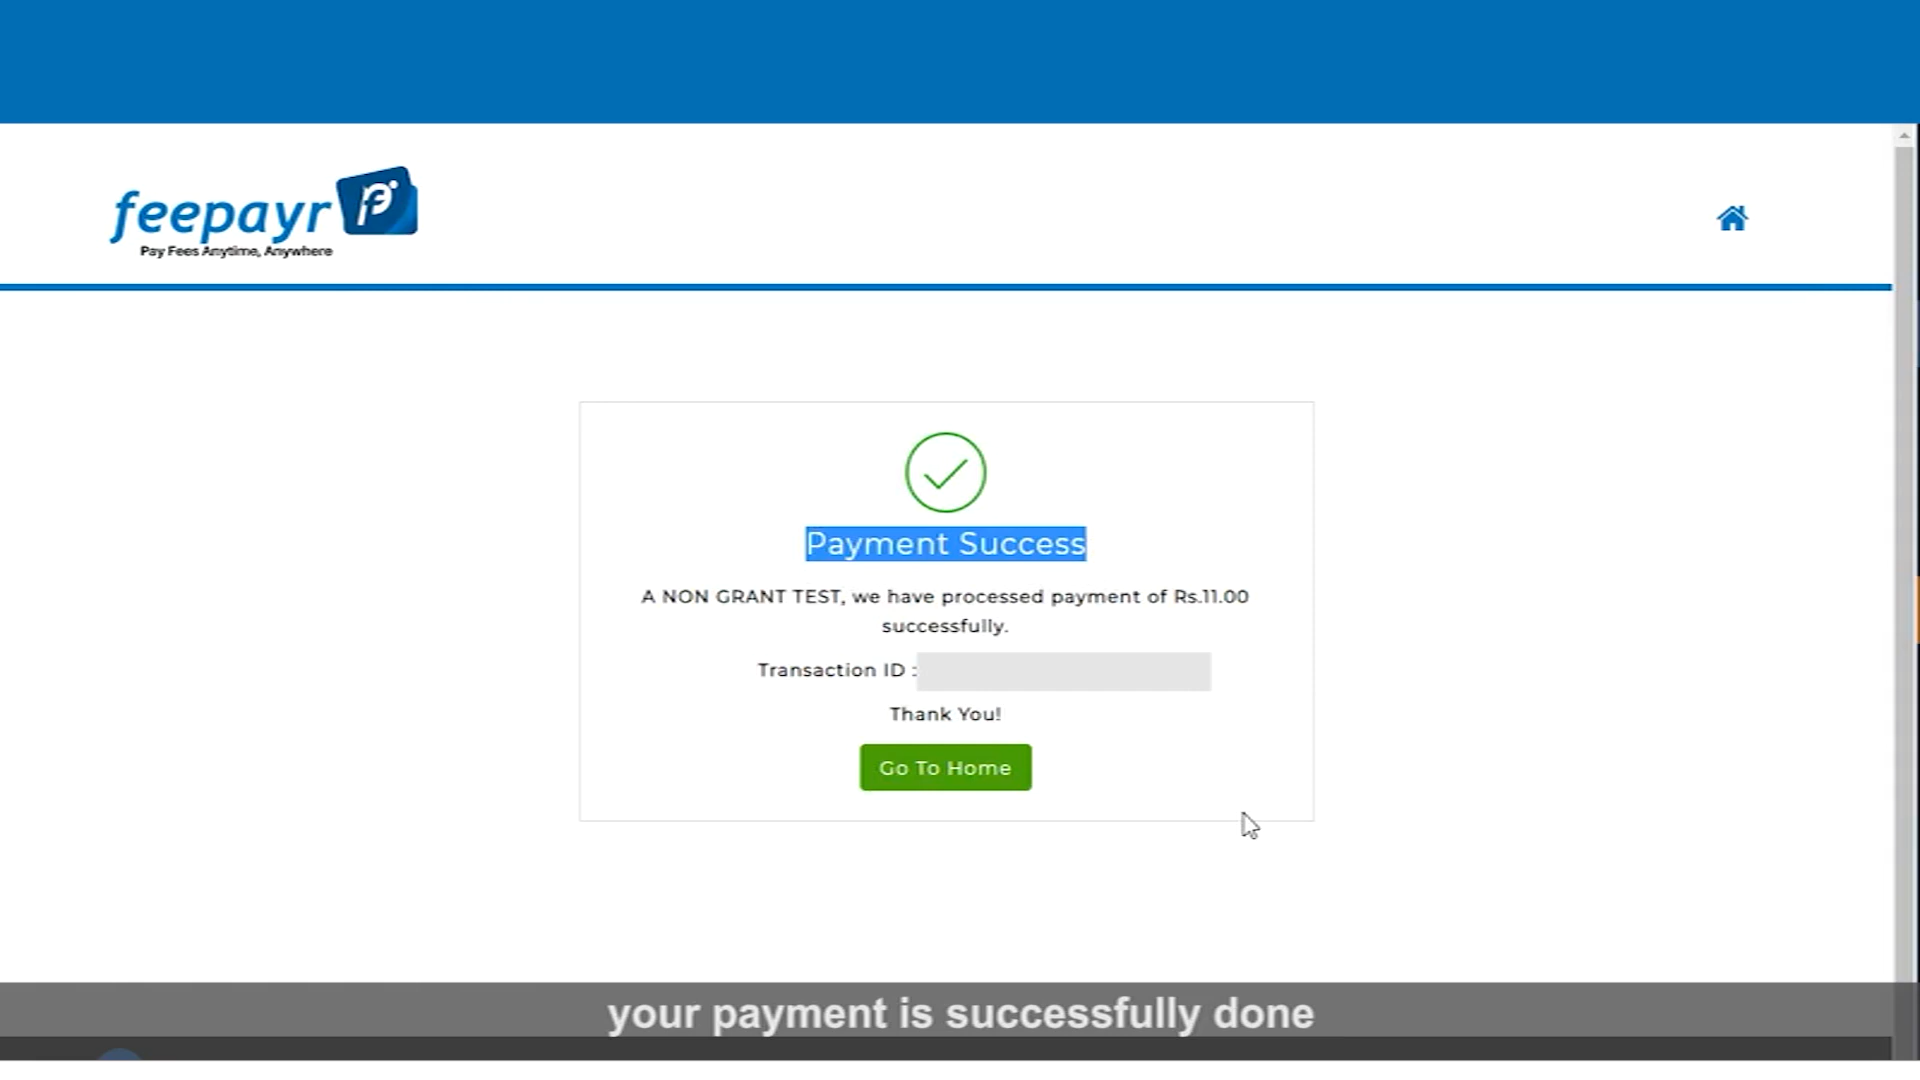 feepayr
Pay Fees Anytime, Anywhere
Payment Success
A NON GRANT TEST, we have processed payment of Rs.11.00
successfully.
Transaction ID :
Thank You!
Go To Home
your payment is successfully done